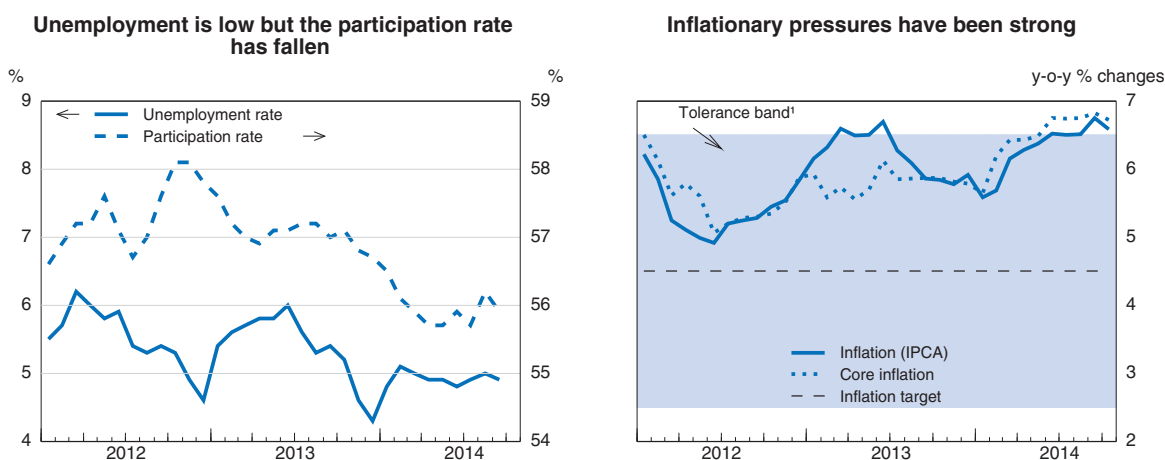 Unemployment is low but the participation rate
has fallen
%
%
9
8
7
6
5
4
59
58
57
56
55
54
Unemployment rate
Participation rate
2012
2013
2014
Inflationary pressures have been strong
y-o-y % changes
Tolerance band¹
7
6
5
4
3
2
Inflation (IPCA)
Core inflation
Inflation target
2012
2013
2014